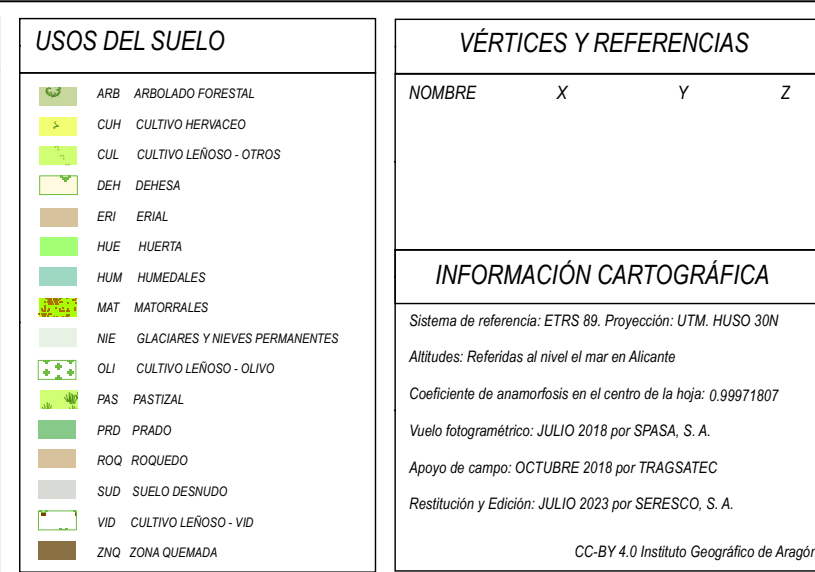 USOS DEL SUELO
ARB ARBOLADO FORESTAL
CUH CULTIVO HERVACEO
CUL CULTIVO LEÑOSO - OTROS
DEH DEHESA
ERI ERIAL
HUE HUERTA
HUM HUMEDALES
MAT MATORRALES
NIE GLACIARES Y NIEVES PERMANENTES
OLI CULTIVO LEÑOSO - OLIVO
PAS PASTIZAL
PRD PRADO
ROQ ROQUEDO
SUD SUELO DESNUDO
VID CULTIVO LEÑOSO - VID
ZNQ ZONA QUEMADA
VÉRTICES Y REFERENCIAS
NOMBRE X Y Z
INFORMACIÓN CARTOGRÁFICA
Sistema de referencia: ETRS 89. Proyección: UTM. HUSO 30N
Altitudes: Referidas al nivel el mar en Alicante
Coeficiente de anamorfosis en el centro de la hoja: 0.99971807
Vuelo fotogramétrico: JULIO 2018 por SPASA, S. A.
Apoyo de campo: OCTUBRE 2018 por TRAGSATEC
Restitución y Edición: JULIO 2023 por SERESCO, S. A.
CC-BY 4.0 Instituto Geográfico de Aragón